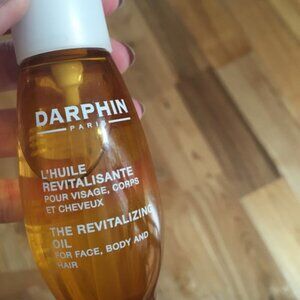 DARPHIN
PARIS
L'HUILE
REVITALISANTE
POUR VISAGE, CORPS
ET CHEVEUX
THE REVITALIZING
OIL
FOR FACE, BODY AND
HAIR